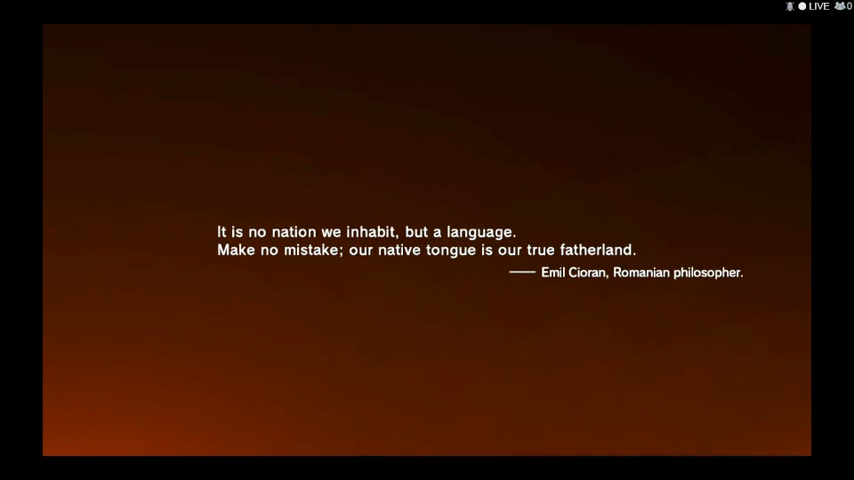 LIVE 0
It is no nation we inhabit, but a language.
Make no mistake; our native tongue is our true fatherland.
—— Emil Cioran, Romanian philosopher.